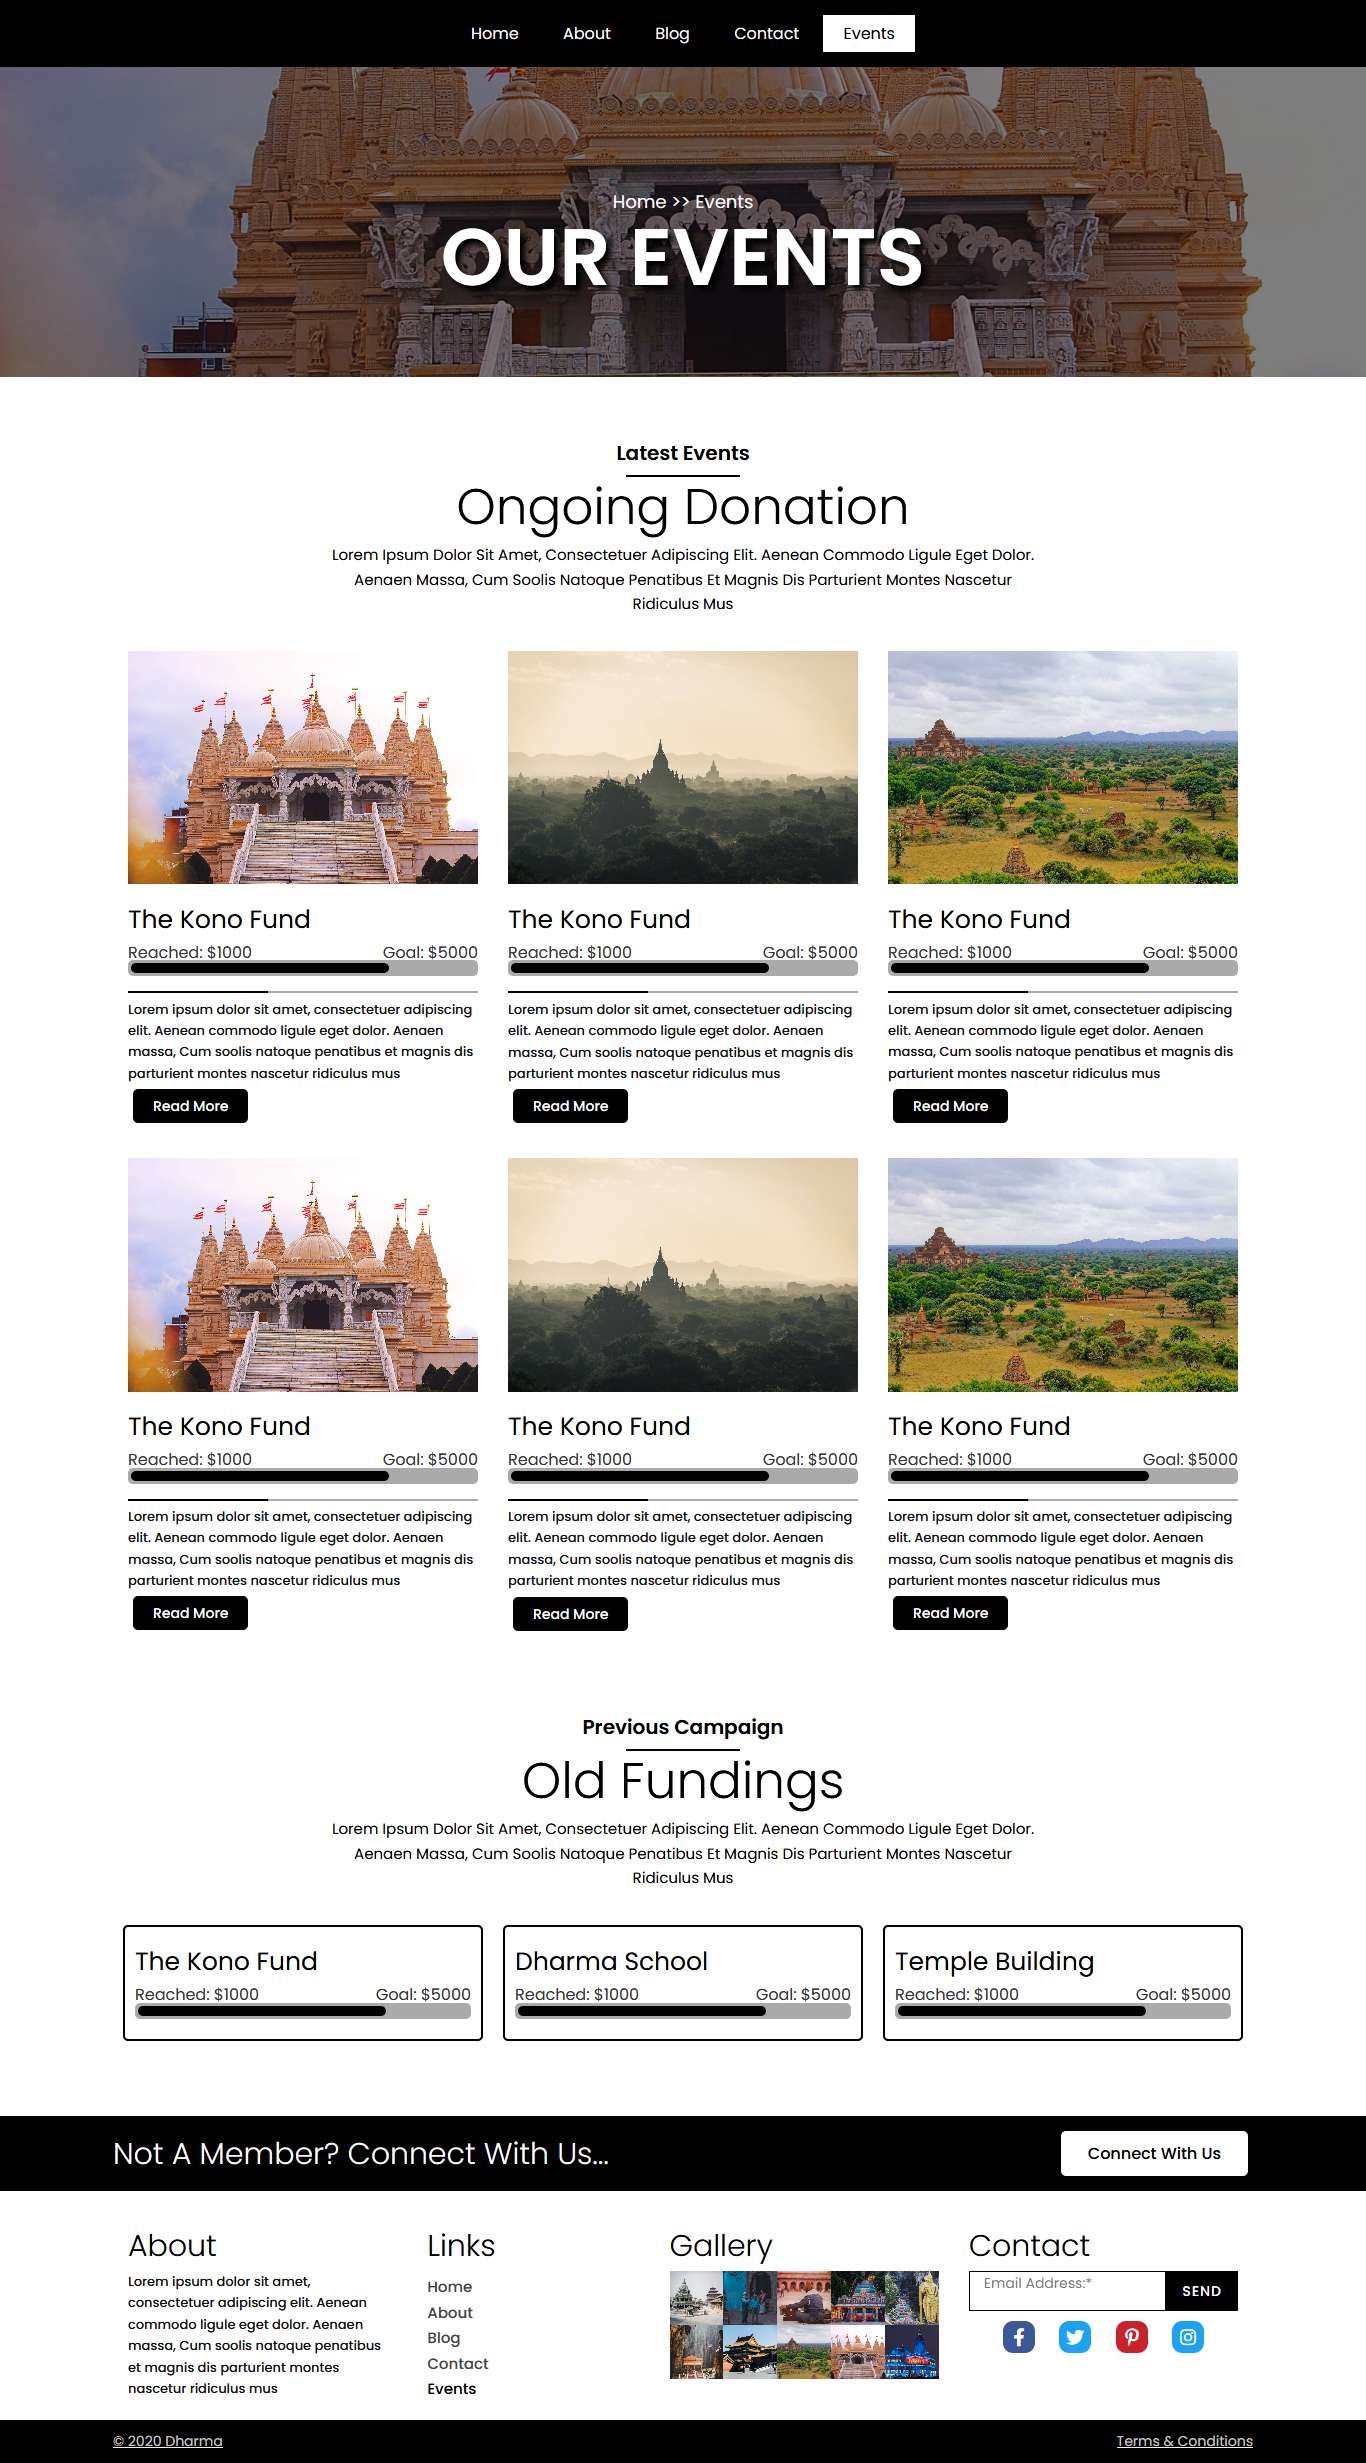 Home About Blog Contact Events
Home >> Events
OUR EVENTS
Latest Events
Ongoing Donation
Lorem Ipsum Dolor Sit Amet, Consectetuer Adipiscing Elit. Aenean Commodo Ligule Eget Dolor.
Aenaen Massa, Cum Soolis Natoque Penatibus Et Magnis Dis Parturient Montes Nascetur
Ridiculus Mus
The Kono Fund
Reached: $1000 Goal: $5000
Lorem ipsum dolor sit amet, consectetuer adipiscing
elit. Aenean commodo ligule eget dolor. Aenaen
massa, Cum soolis natoque penatibus et magnis dis
parturient montes nascetur ridiculus mus
Read More
The Kono Fund
Reached: $1000 Goal: $5000
Lorem ipsum dolor sit amet, consectetuer adipiscing
elit. Aenean commodo ligule eget dolor. Aenaen
massa, Cum soolis natoque penatibus et magnis dis
parturient montes nascetur ridiculus mus
Read More
The Kono Fund
Reached: $1000 Goal: $5000
Lorem ipsum dolor sit amet, consectetuer adipiscing
elit. Aenean commodo ligule eget dolor. Aenaen
massa, Cum soolis natoque penatibus et magnis dis
parturient montes nascetur ridiculus mus
Read More
The Kono Fund
Reached: $1000 Goal: $5000
Lorem ipsum dolor sit amet, consectetuer adipiscing
elit. Aenean commodo ligule eget dolor. Aenaen
massa, Cum soolis natoque penatibus et magnis dis
parturient montes nascetur ridiculus mus
Read More
The Kono Fund
Reached: $1000 Goal: $5000
Lorem ipsum dolor sit amet, consectetuer adipiscing
elit. Aenean commodo ligule eget dolor. Aenaen
massa, Cum soolis natoque penatibus et magnis dis
parturient montes nascetur ridiculus mus
Read More
The Kono Fund
Reached: $1000 Goal: $5000
Lorem ipsum dolor sit amet, consectetuer adipiscing
elit. Aenean commodo ligule eget dolor. Aenaen
massa, Cum soolis natoque penatibus et magnis dis
parturient montes nascetur ridiculus mus
Read More
Previous Campaign
Old Fundings
Lorem Ipsum Dolor Sit Amet, Consectetuer Adipiscing Elit. Aenean Commodo Ligule Eget Dolor.
Aenaen Massa, Cum Soolis Natoque Penatibus Et Magnis Dis Parturient Montes Nascetur
Ridiculus Mus
The Kono Fund
Reached: $1000 Goal: $5000
Dharma School
Reached: $1000 Goal: $5000
Temple Building
Reached: $1000 Goal: $5000
Not A Member? Connect With Us...
Connect With Us
About
Lorem ipsum dolor sit amet,
consectetuer adipiscing elit. Aenean
commodo ligule eget dolor. Aenaen
massa, Cum soolis natoque penatibus
et magnis dis parturient montes
nascetur ridiculus mus
Links
Home
About
Blog
Contact
Events
Gallery
Contact
Email Address:*
SEND
© 2020 Dharma
Terms & Conditions